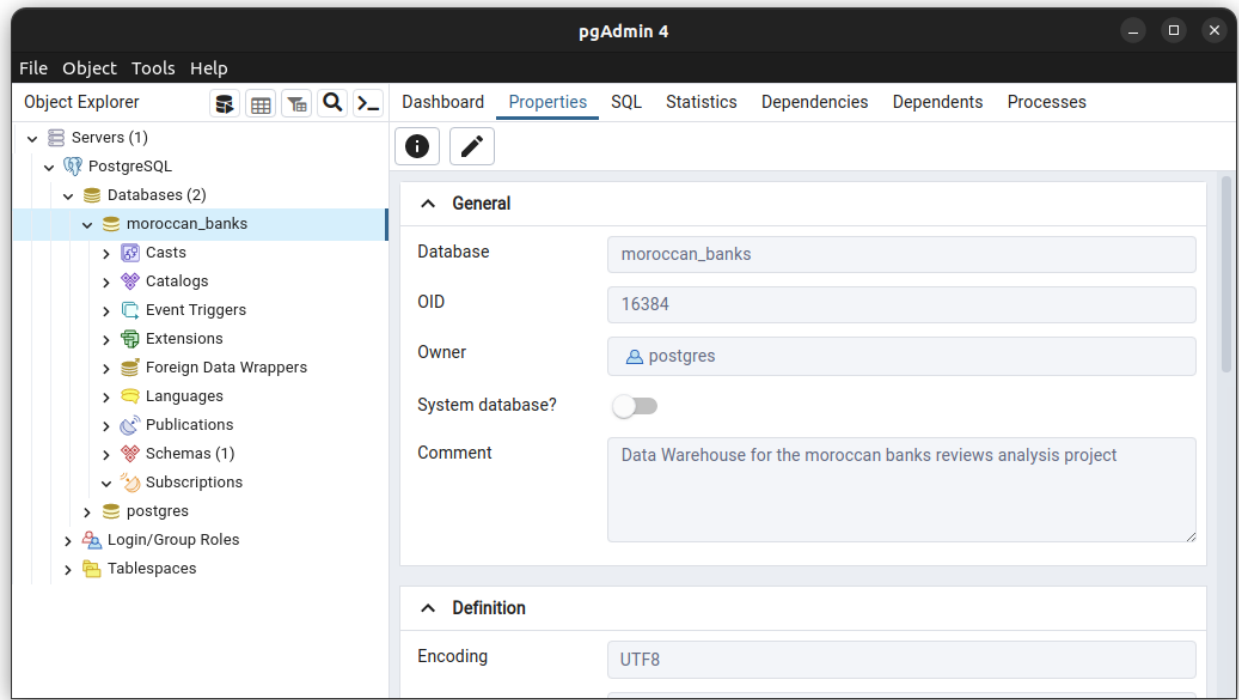 pgAdmin 4
File Object Tools Help
Object Explorer
Dashboard Properties SQL Statistics Dependencies Dependents Processes
Servers (1)
PostgreSQL
Databases (2)
moroccan_banks
Casts
Catalogs
Event Triggers
Extensions
Foreign Data Wrappers
Languages
Publications
Schemas (1)
Subscriptions
postgres
Login/Group Roles
Tablespaces
General
Database moroccan_banks
OID 16384
Owner postgres
System database?
Comment Data Warehouse for the moroccan banks reviews analysis project
Definition
Encoding UTF8